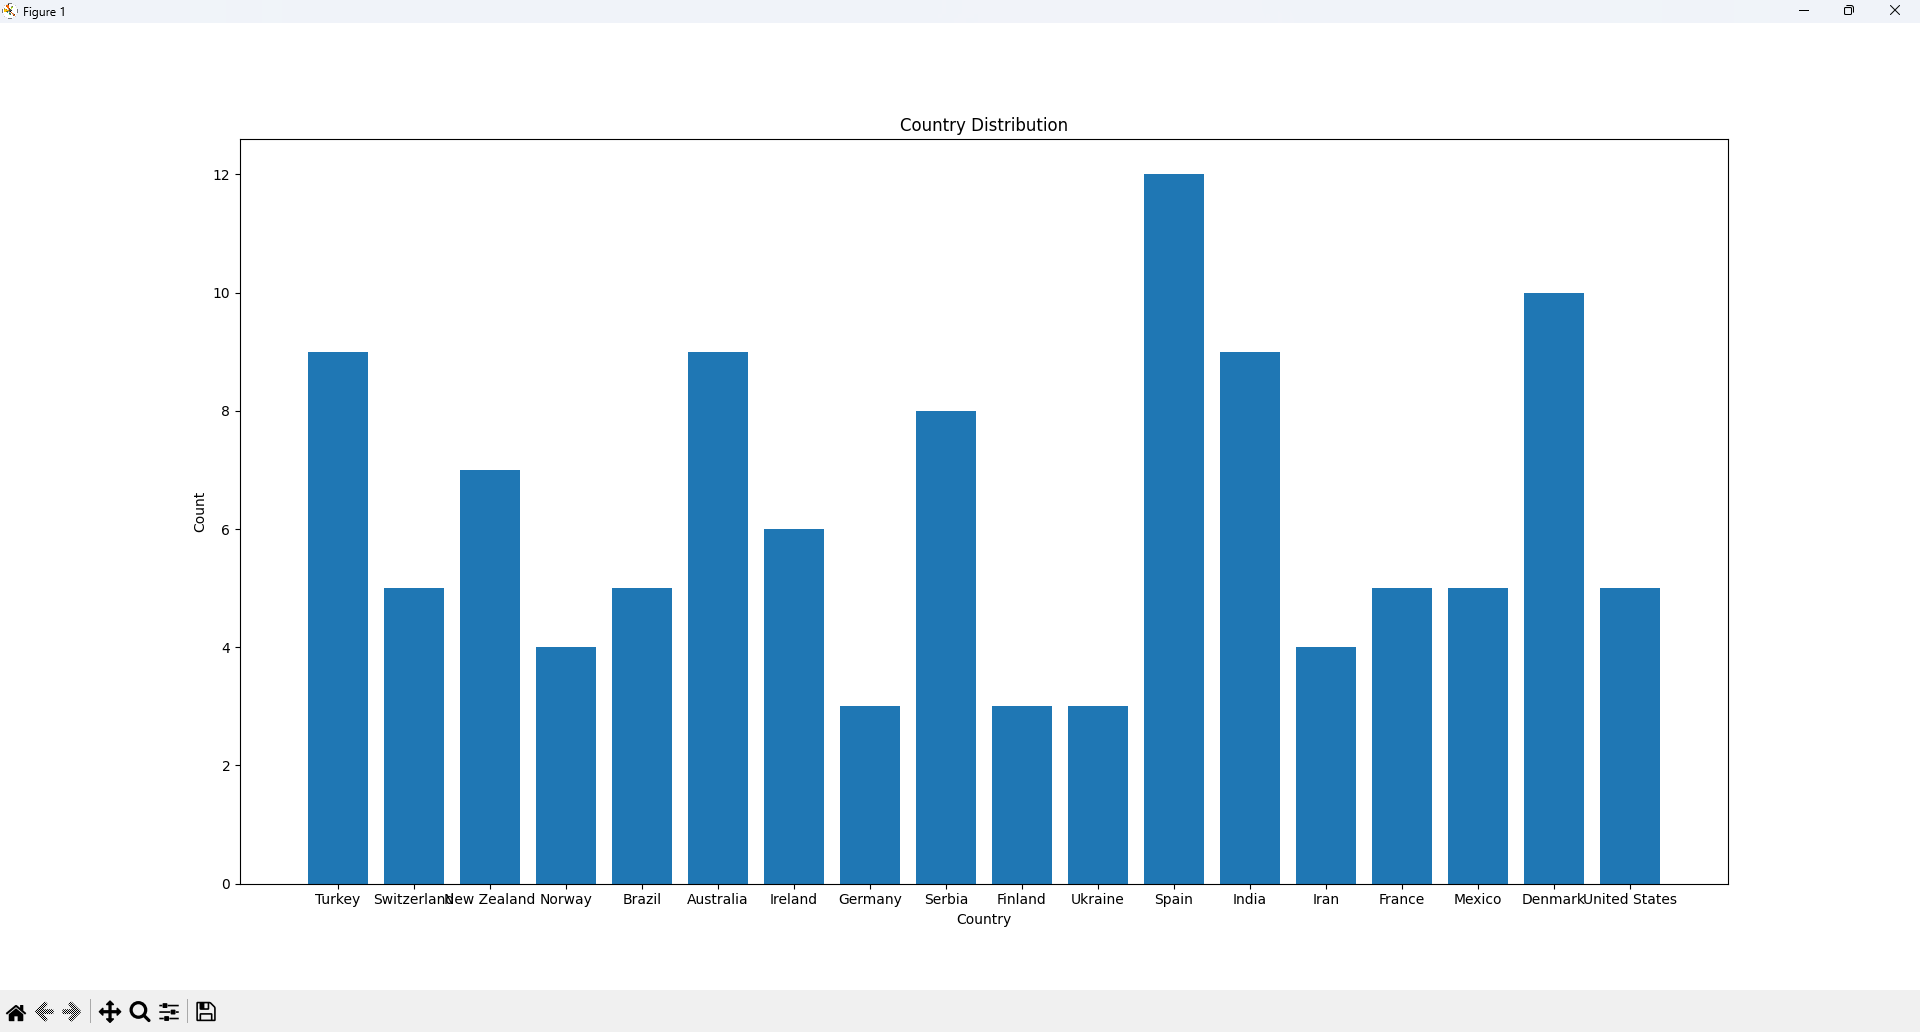 Figure 1
Country Distribution
12
10
8
6
4
2
0
Count
Turkey Switzerland New Zealand Norway Brazil Australia Ireland Germany Serbia Finland Ukraine Spain India Iran France Mexico Denmark United States
Country